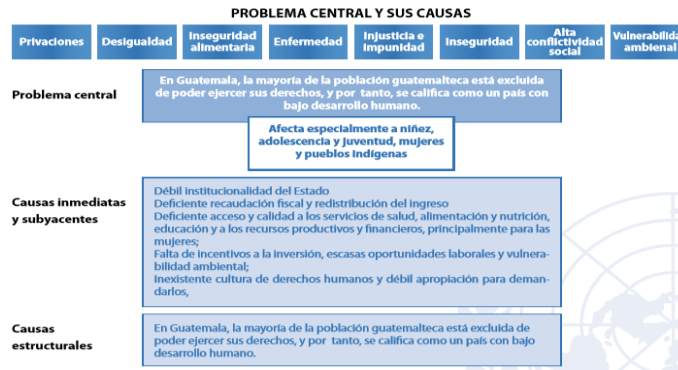 PROBLEMA CENTRAL Y SUS CAUSAS
Privaciones
Desigualdad
Inseguridad
alimentaria
Enfermedad
Injusticia e
impunidad
Inseguridad
Alta
conflictividad
social
Vulnerabilida
ambienal
Problema central
En Guatemala, la mayoría de la población guatemalteca está excluida
de poder ejercer sus derechos, y por tanto, se califica como un país con
bajo desarrollo humano.
Afecta especialmente a niñez,
adolescencia y juventud, mujeres
y pueblos indígenas
Causas inmediatas
y subyacentes
Débil institucionalidad del Estado
Deficiente recaudación fiscal y redistribución del ingreso
Deficiente acceso y calidad a los servicios de salud, alimentación y nutrición,
educación y a los recursos productivos y financieros, principalmente para las
mujeres;
Falta de incentivos a la inversión, escasas oportunidades laborales y vulnera-
bilidad ambiental;
Inexistente cultura de derechos humanos y débil apropiación para deman-
darlos,
Causas
estructurales
En Guatemala, la mayoría de la población guatemalteca está excluida de
poder ejercer sus derechos, y por tanto, se califica como un país con bajo
desarrollo humano.